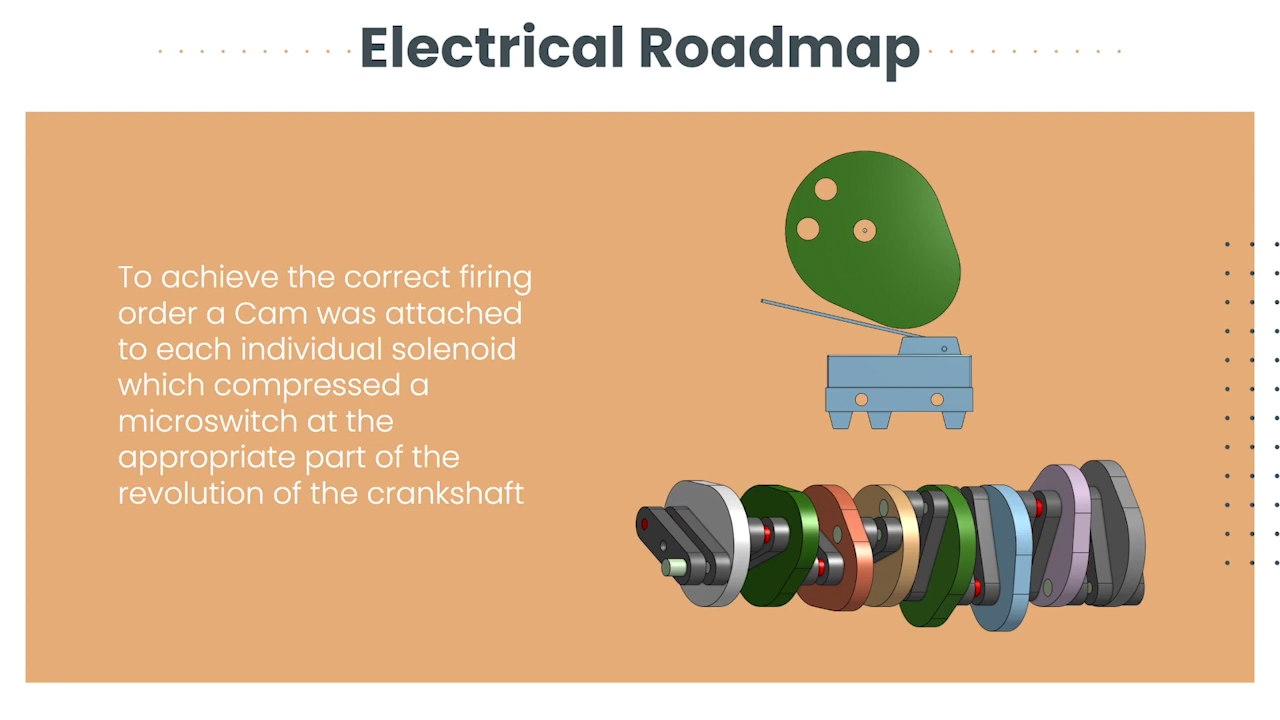 Electrical Roadmap
To achieve the correct firing
order a Cam was attached
to each individual solenoid
which compressed a
microswitch at the
appropriate part of the
revolution of the crankshaft